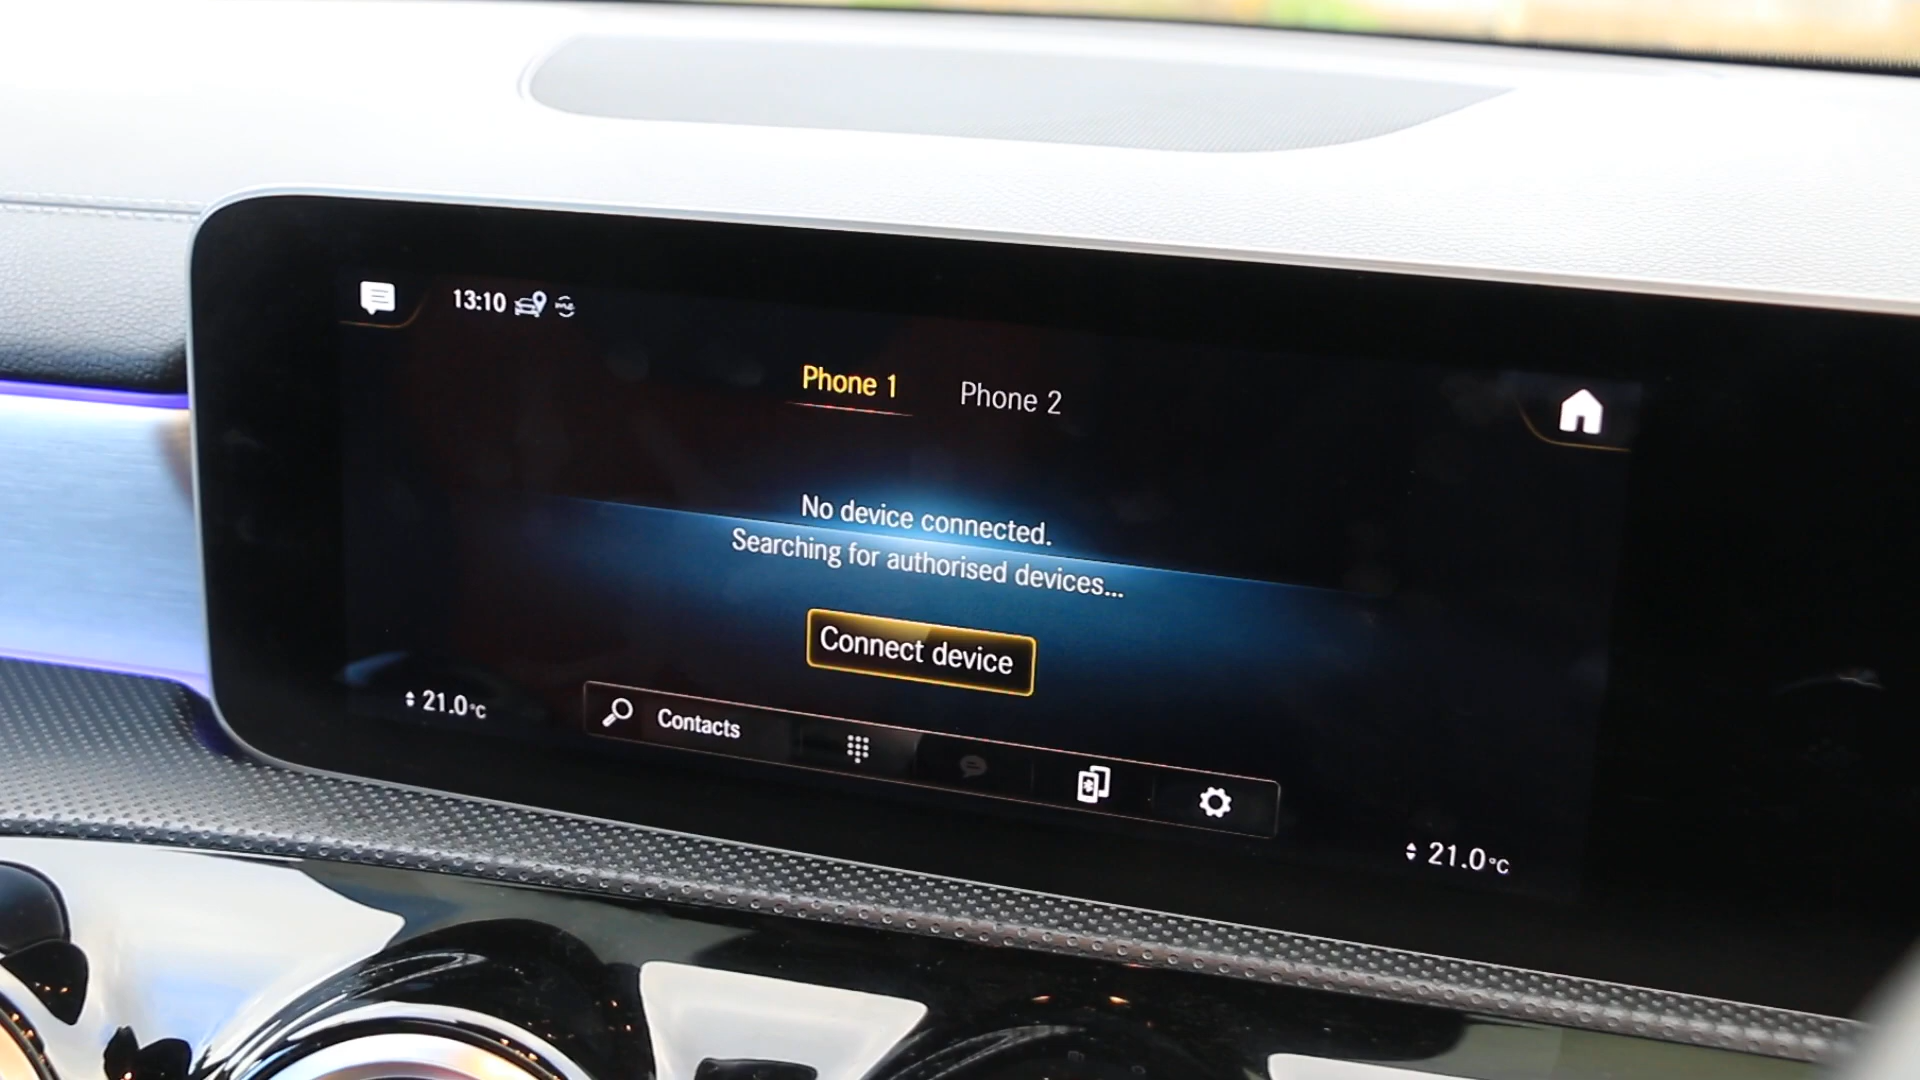 13:10
Phone 1
Phone 2
No device connected.
Searching for authorised devices...
Connect device
Contacts
21.0°C
21.0°C